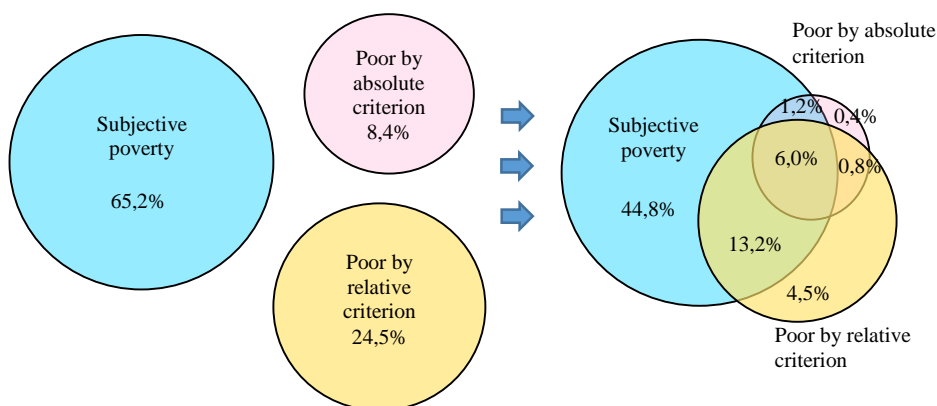 Subjective
poverty
65,2%
Poor by
absolute
criterion
8,4%
Poor by
relative
criterion
24,5%
Poor by absolute
criterion
1,2%
0,4%
Subjective
poverty
6,0%
0,8%
44,8%
13,2%
4,5%
Poor by relative
criterion